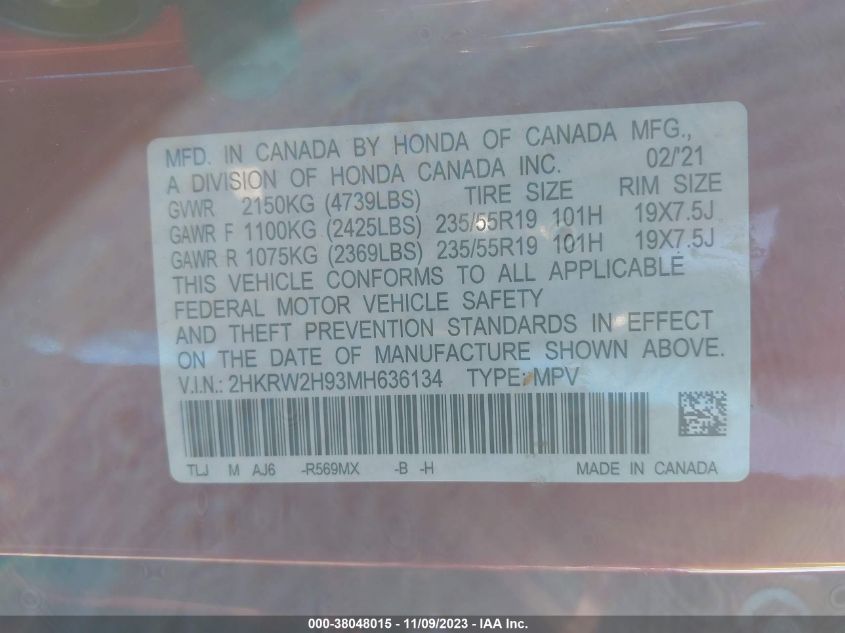 MFD. IN CANADA BY HONDA OF CANADA MFG.,
A DIVISION OF HONDA CANADA INC. 02/'21
GVWR 2150KG (4739LBS) TIRE SIZE RIM SIZE
GAWR F 1100KG (2425LBS) 235/55R19 101H 19X7.5J
GAWR R 1075KG (2369LBS) 235/55R19 101H 19X7.5J
THIS VEHICLE CONFORMS TO ALL APPLICABLE
FEDERAL MOTOR VEHICLE SAFETY
AND THEFT PREVENTION STANDARDS IN EFFECT
ON THE DATE OF MANUFACTURE SHOWN ABOVE.
V.I.N.: 2HKRW2H93MH636134 TYPE: MPV
TLJ M AJ6 -R569MX -B -H MADE IN CANADA
000-38048015 - 11/09/2023 - IAA Inc.